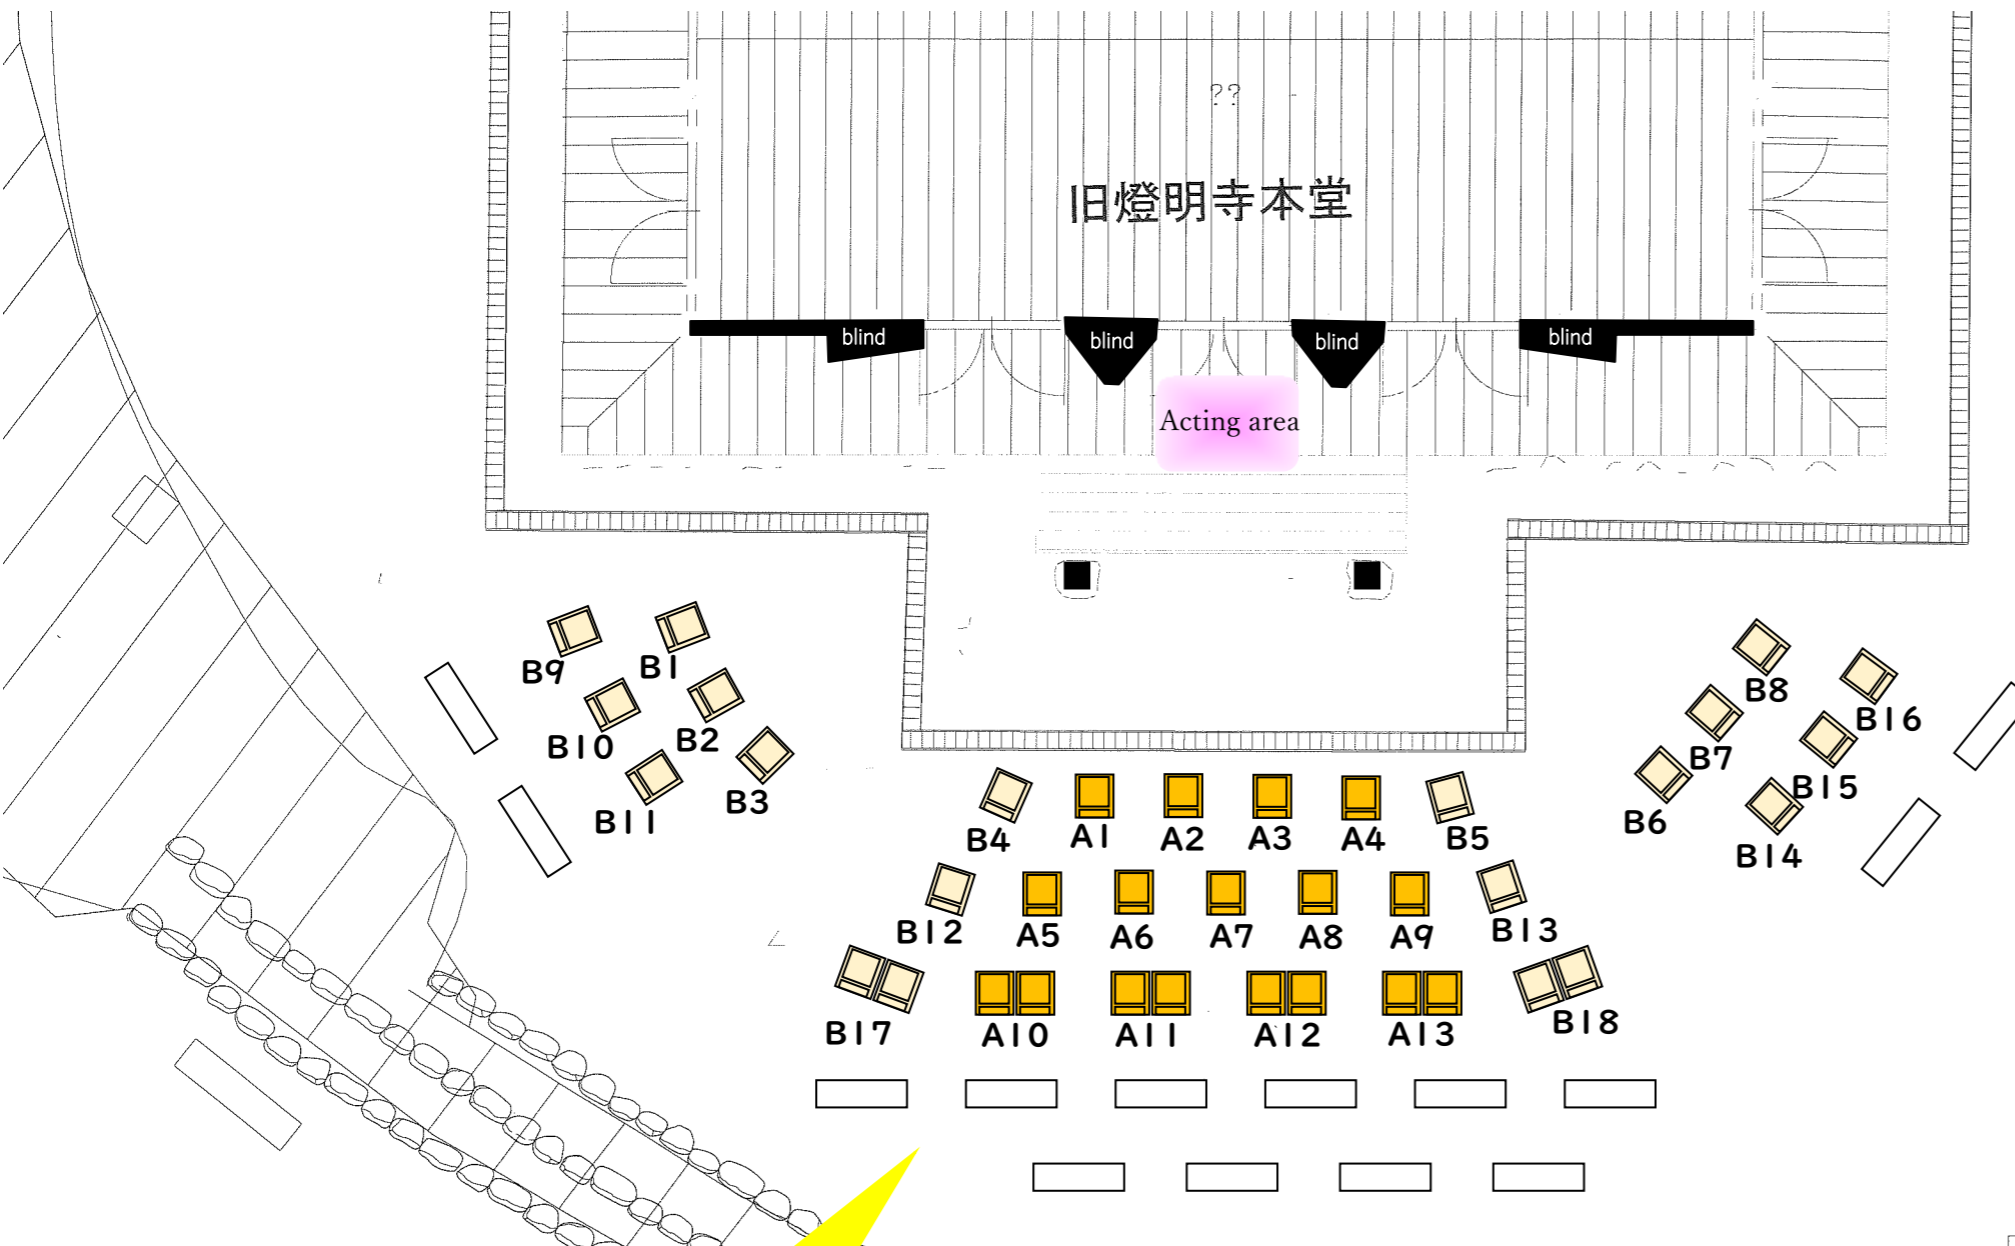 ??
旧燈明寺本堂
blind
blind
blind
blind
Acting area
B9
B1
B10
B2
B11
B3
B8
B16
B7
B15
B6
B14
B4
A1
A2
A3
A4
B5
B12
A5
A6
A7
A8
A9
B13
B17
A10
A11
A12
A13
B18